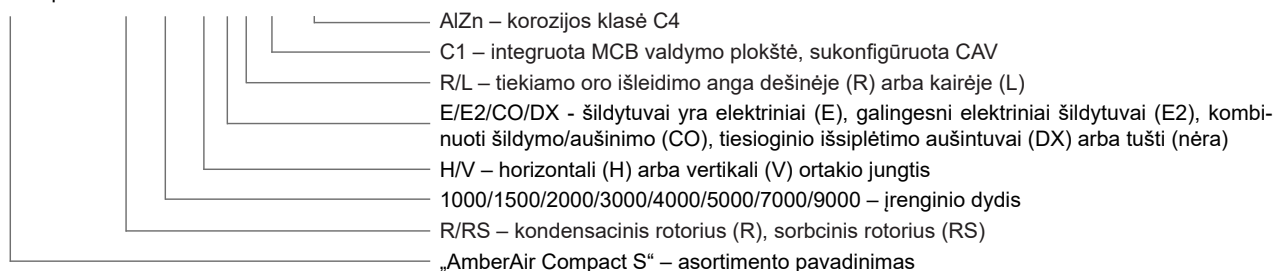 AlZn – korozijos klasė C4
C1 – integruota MCB valdymo plokštė, sukonfigūruota CAV
R/L – tiekiamo oro išleidimo anga dešinėje (R) arba kairėje (L)
E/E2/CO/DX - šildytuvai yra elektriniai (E), galingesni elektriniai šildytuvai (E2), kombi-
nuoti šildymo/aušinimo (CO), tiesioginio išsiplėtimo aušintuvai (DX) arba tušti (nėra)
H/V – horizontali (H) arba vertikali (V) ortakio jungtis
1000/1500/2000/3000/4000/5000/7000/9000 – įrenginio dydis
R/RS – kondensacinis rotorius (R), sorbcinis rotorius (RS)
„AmberAir Compact S“ – asortimento pavadinimas